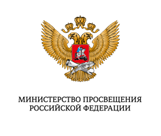 МИНИСТЕРСТВО ПРОСВЕЩЕНИЯ
РОССИЙСКОЙ ФЕДЕРАЦИИ